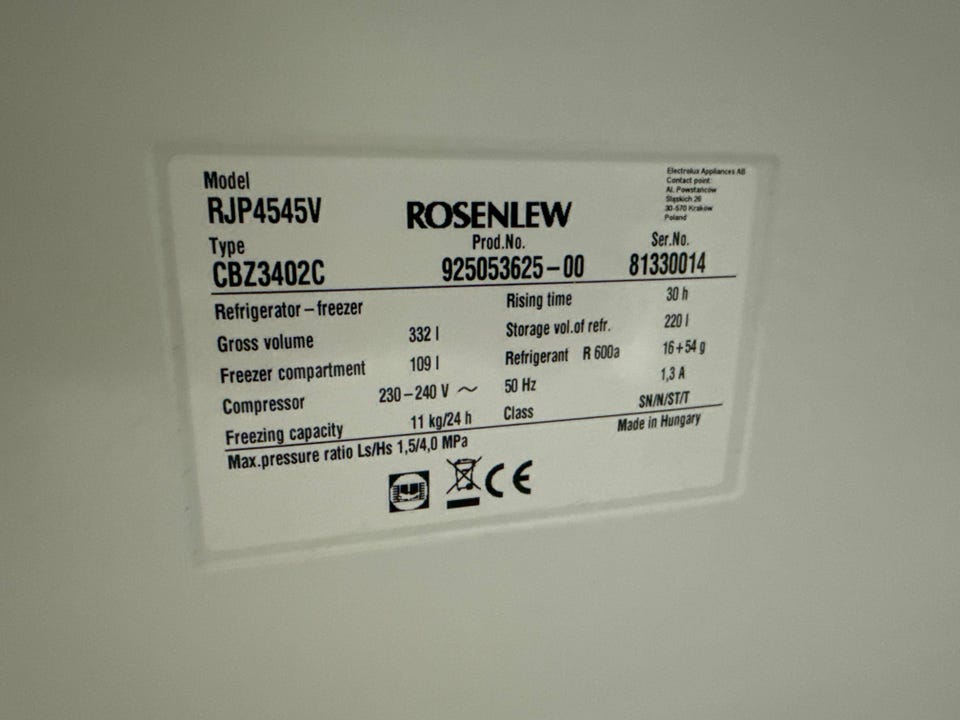 Model
RJP4545V
ROSENLEW
Electrolux Appliances AB
Contact point:
Al. Powstańców
Śląskich 26
30-570 Kraków
Poland
Type
CBZ3402C
Prod.No.
925053625-00
Ser.No.
81330014
Refrigerator-freezer
Rising time 30 h
Gross volume 332 l
Storage vol.of refr. 220 l
Freezer compartment 109 l
Refrigerant R 600a 16+54 g
Compressor 230-240 V ~ 50 Hz 1,3 A
Freezing capacity 11 kg/24 h
Class SN/N/ST/T
Max.pressure ratio Ls/Hs 1,5/4,0 MPa
Made in Hungary
CE